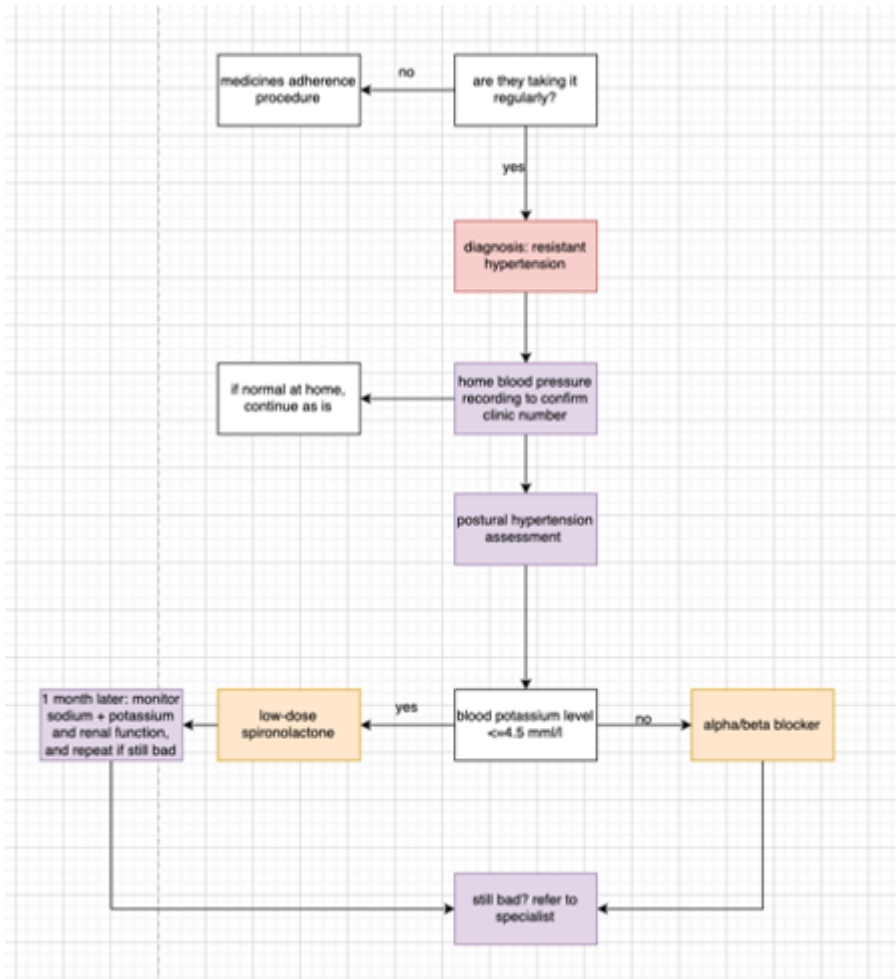 medicines adherence
procedure
no
are they taking it
regularly?
yes
diagnosis: resistant
hypertension
if normal at home,
continue as is
home blood pressure
recording to confirm
clinic number
postural hypertension
assessment
1 month later: monitor
sodium + potassium
and renal function,
and repeat if still bad
low-dose
spironolactone
yes
blood potassium level
<=4.5 mml/l
no
alpha/beta blocker
still bad? refer to
specialist